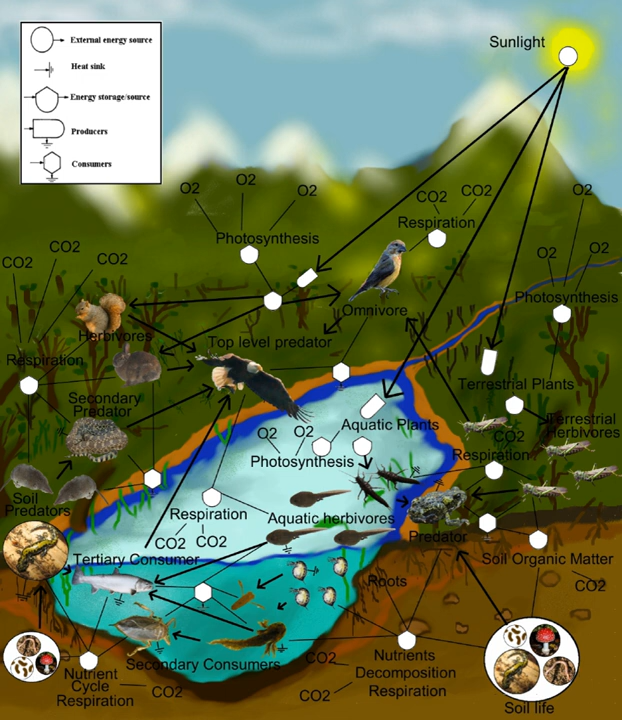 External energy source
Heat sink
Energy storage/source
Producers
Consumers
Sunlight
O2
O2
O2
Photosynthesis
CO2
CO2
Respiration
O2
O2
O2
Photosynthesis
CO2
CO2
CO2
Respiration
Herbivores
Omnivore
Top level predator
Secondary
Predator
Terrestrial Plants
Terrestrial
Herbivores
Aquatic Plants
O2
O2
Photosynthesis
CO2
Respiration
Soil
Predators
Respiration
CO2
CO2
Aquatic herbivores
Predator
Tertiary Consumer
Soil Organic Matter
CO2
Roots
Secondary Consumers
Nutrient
Cycle
Respiration
CO2
CO2
CO2
Nutrients
Decomposition
Respiration
Soil life